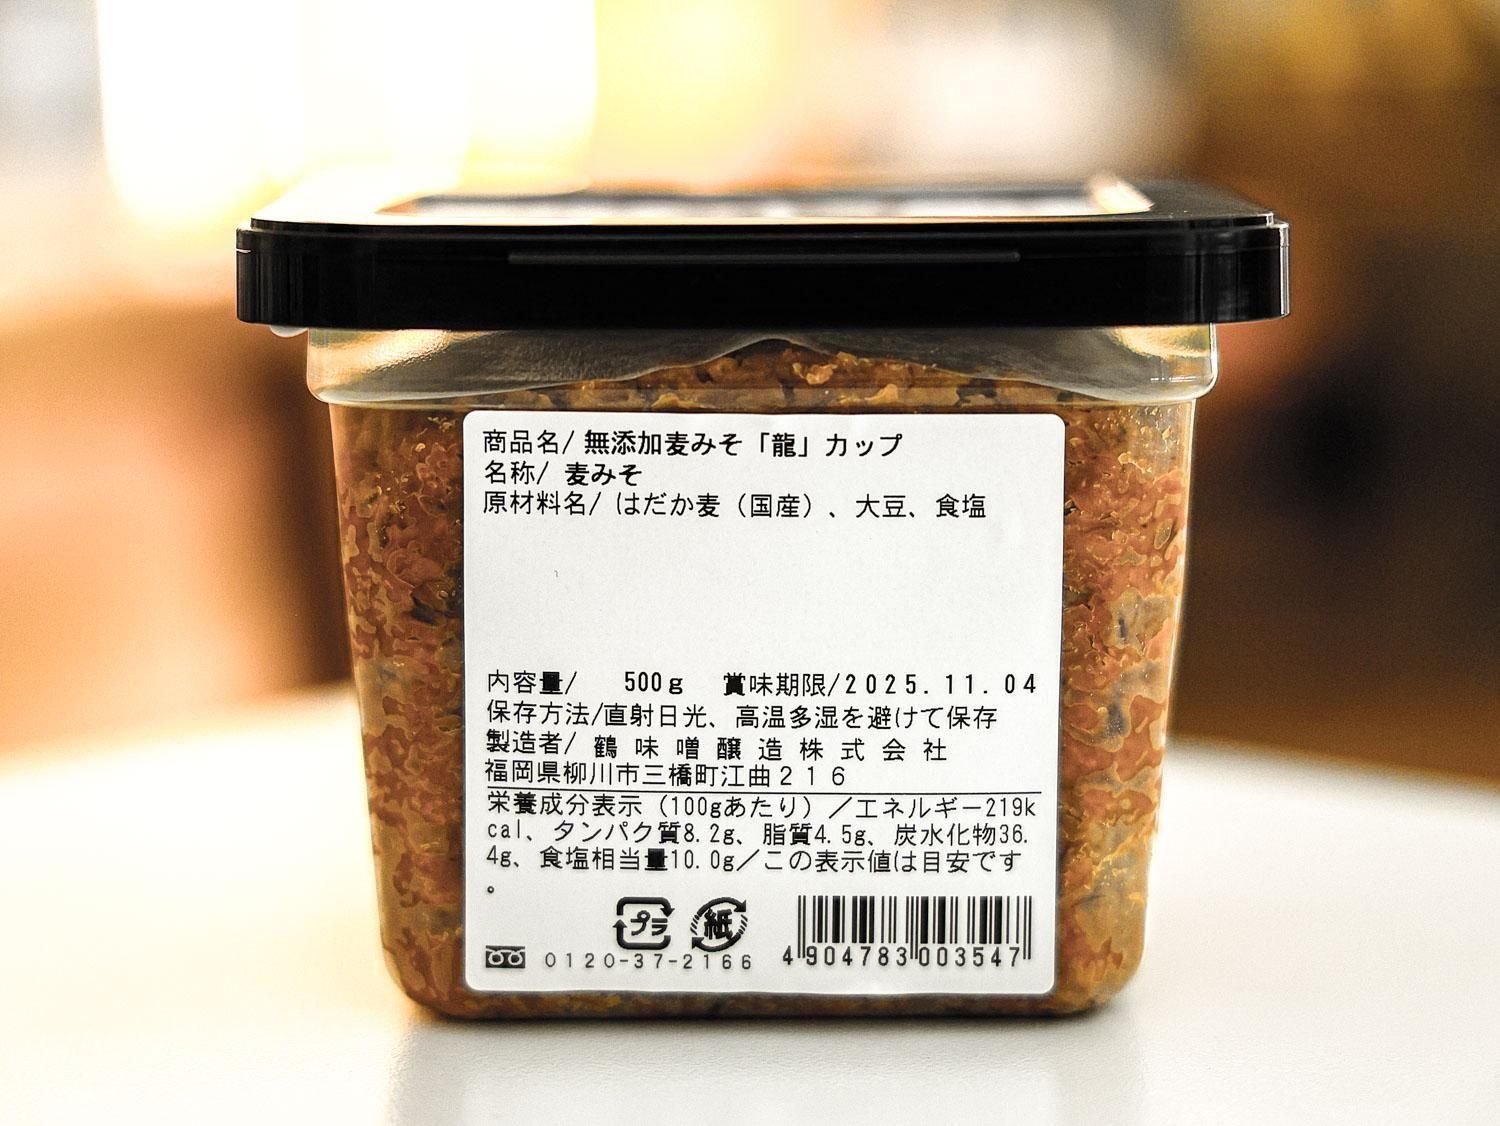 商品名/ 無添加麦みそ「龍」カップ
名称/ 麦みそ
原材料名/ はだか麦（国産）、大豆、食塩
内容量/ 500g 賞味期限/2025.11.04
保存方法/直射日光、高温多湿を避けて保存
製造者/ 鶴味噌醸造株式会社
福岡県柳川市三橋町江曲２１６
栄養成分表示（100gあたり）／エネルギー219k
cal、タンパク質8.2g、脂質4.5g、炭水化物36.
4g、食塩相当量10.0g／この表示値は目安です
。
プラ 紙
0120-37-2166
4904783003547